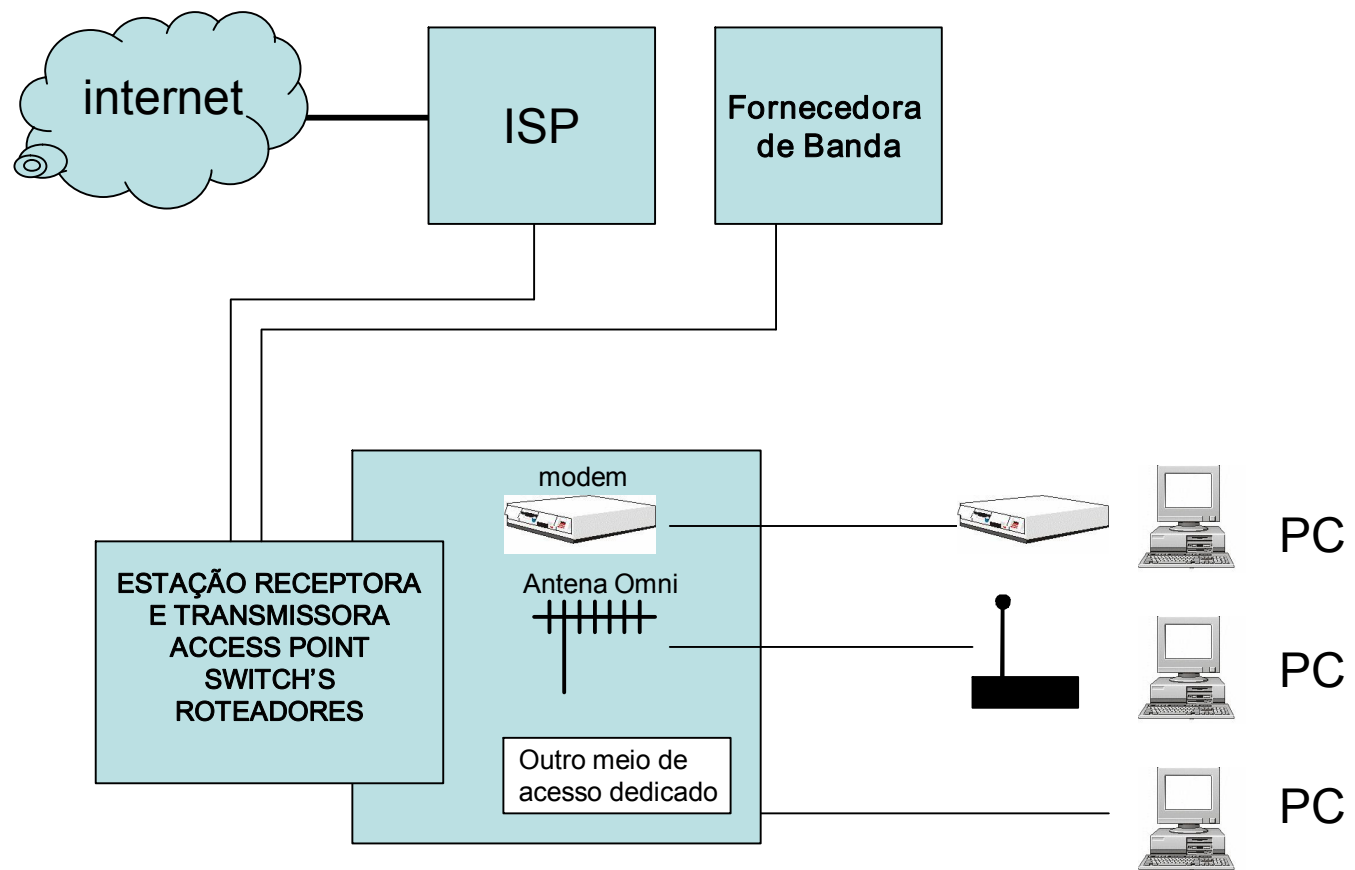 internet
ISP
Fornecedora
de Banda
modem
Antena Omni
ESTAÇÃO RECEPTORA
E TRANSMISSORA
ACCESS POINT
SWITCH'S
ROTEADORES
Outro meio de
acesso dedicado
PC
PC
PC